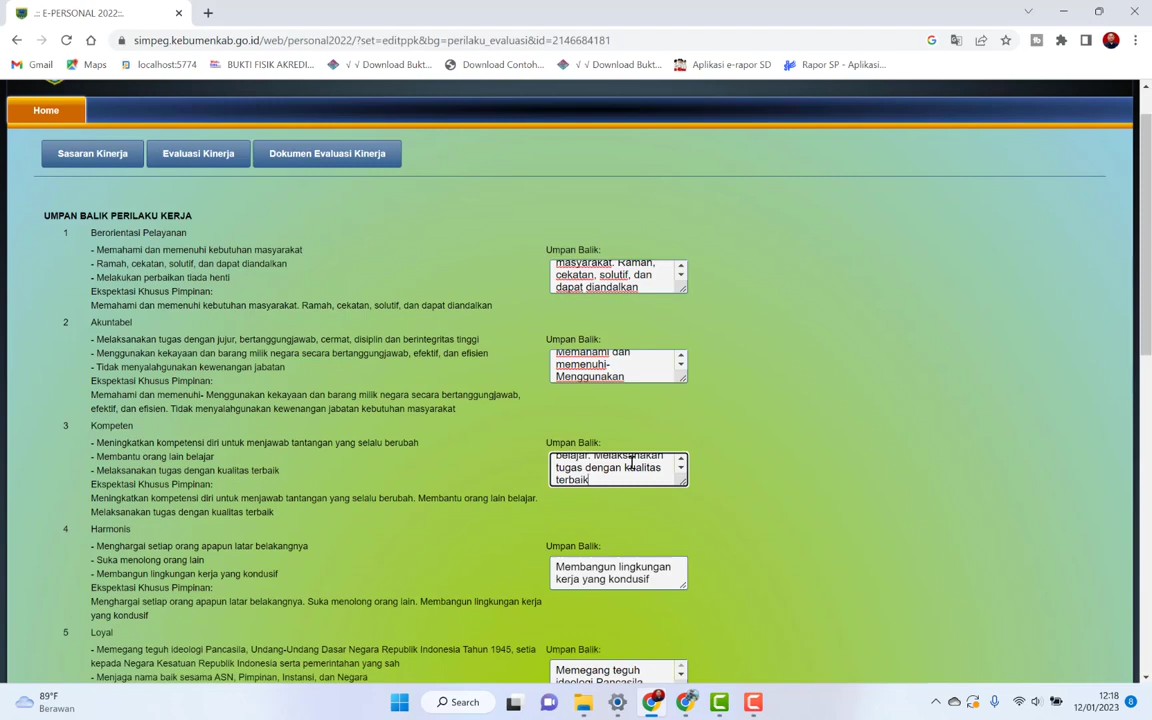 .:: E-PERSONAL 2022::.
simpeg.kebumenkab.go.id/web/personal2022/?set=editppk&bg=perilaku_evaluasi&id=2146684181
Gmail
Maps
localhost:5774
BUKTI FISIK AKREDI...
√ √ Download Bukt...
Download Contoh...
√ √ Download Bukt...
Aplikasi e-rapor SD
Rapor SP - Aplikasi...
Home
Sasaran Kinerja
Evaluasi Kinerja
Dokumen Evaluasi Kinerja
UMPAN BALIK PERILAKU KERJA
1 Berorientasi Pelayanan
- Memahami dan memenuhi kebutuhan masyarakat
Umpan Balik:
- Ramah, cekatan, solutif, dan dapat diandalkan
masyarakat. Ramah,
cekatan, solutif, dan
dapat diandalkan
- Melakukan perbaikan tiada henti
Ekspektasi Khusus Pimpinan:
Memahami dan memenuhi kebutuhan masyarakat. Ramah, cekatan, solutif, dan dapat diandalkan
2 Akuntabel
- Melaksanakan tugas dengan jujur, bertanggungjawab, cermat, disiplin dan berintegritas tinggi
Umpan Balik:
- Menggunakan kekayaan dan barang milik negara secara bertanggungjawab, efektif, dan efisien
Memahami dan
memenuhi-
Menggunakan
- Tidak menyalahgunakan kewenangan jabatan
Ekspektasi Khusus Pimpinan:
Memahami dan memenuhi- Menggunakan kekayaan dan barang milik negara secara bertanggungjawab,
efektif, dan efisien. Tidak menyalahgunakan kewenangan jabatan kebutuhan masyarakat
3 Kompeten
- Meningkatkan kompetensi diri untuk menjawab tantangan yang selalu berubah
Umpan Balik:
- Membantu orang lain belajar
belajar. Melaksanakan
tugas dengan kualitas
terbaik
- Melaksanakan tugas dengan kualitas terbaik
Ekspektasi Khusus Pimpinan:
Meningkatkan kompetensi diri untuk menjawab tantangan yang selalu berubah. Membantu orang lain belajar.
Melaksanakan tugas dengan kualitas terbaik
4 Harmonis
- Menghargai setiap orang apapun latar belakangnya
Umpan Balik:
- Suka menolong orang lain
Membangun lingkungan
kerja yang kondusif
- Membangun lingkungan kerja yang kondusif
Ekspektasi Khusus Pimpinan:
Menghargai setiap orang apapun latar belakangnya. Suka menolong orang lain. Membangun lingkungan kerja
yang kondusif
5 Loyal
- Memegang teguh ideologi Pancasila, Undang-Undang Dasar Negara Republik Indonesia Tahun 1945, setia
kepada Negara Kesatuan Republik Indonesia serta pemerintahan yang sah
Umpan Balik:
Memegang teguh
ideologi Pancasila
- Menjaga nama baik sesama ASN, Pimpinan, Instansi, dan Negara
89°F
Berawan
Search
12:18
12/01/2023
8